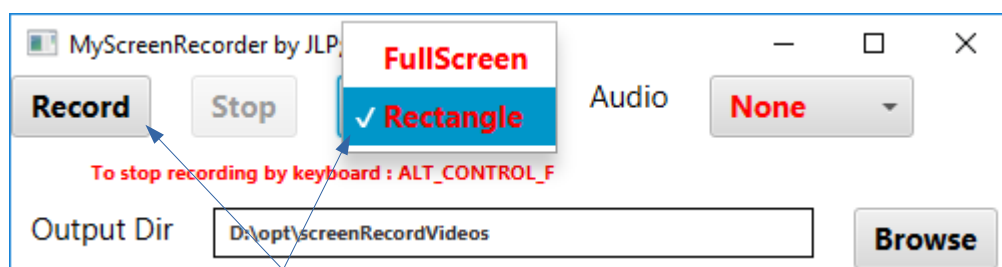 MyScreenRecorder by JLP
FullScreen
Record Stop ✓ Rectangle Audio None
To stop recording by keyboard : ALT_CONTROL_F
Output Dir D:\opt\screenRecordVideos Browse